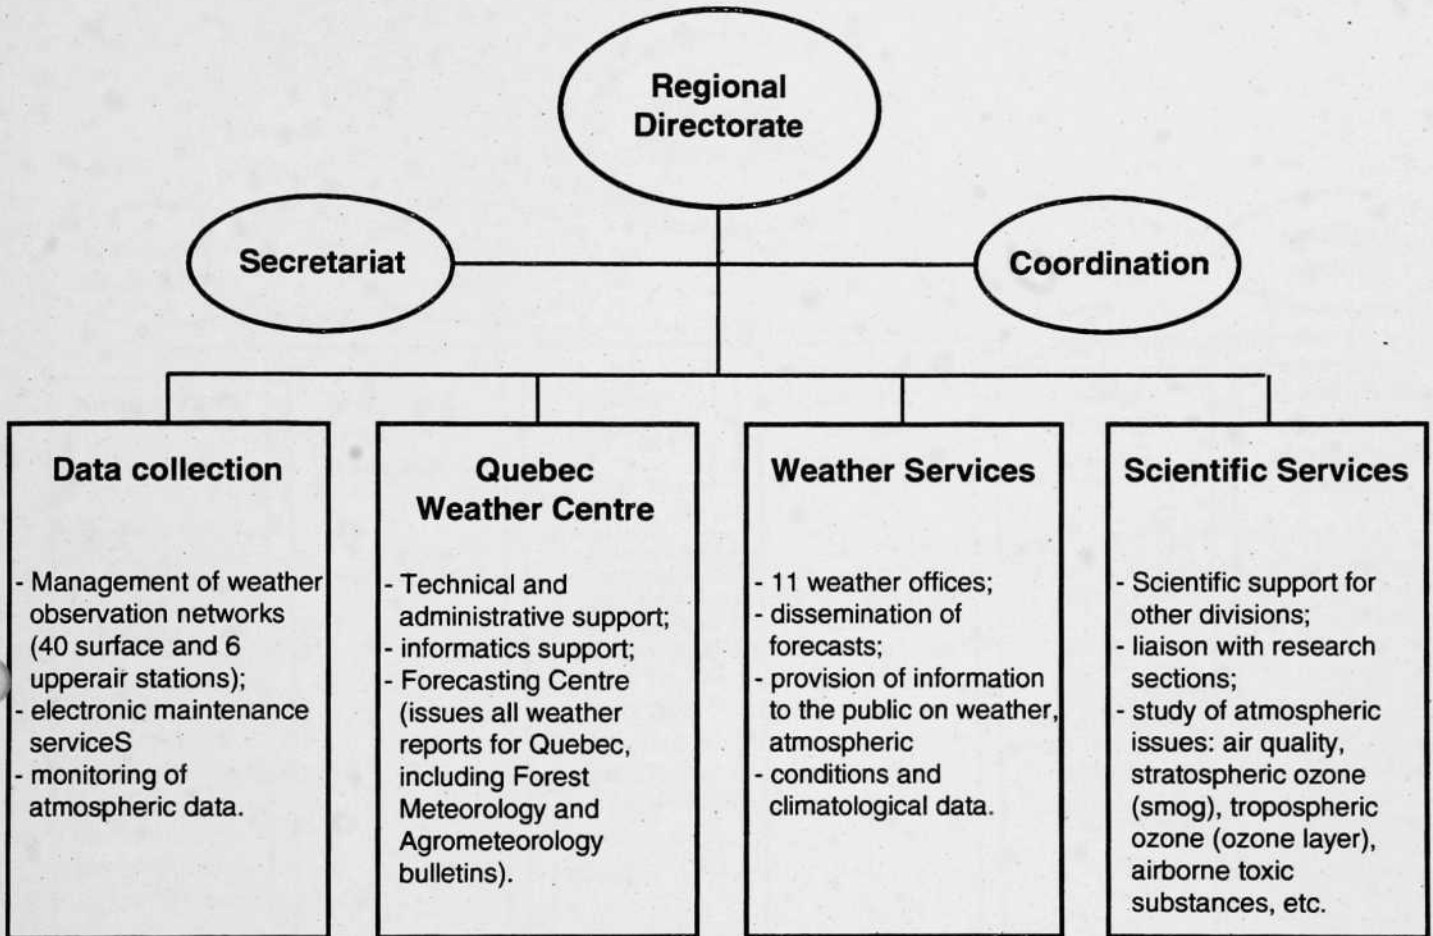 Regional
Directorate
Secretariat
Coordination
Data collection
- Management of weather
observation networks
(40 surface and 6
upperair stations);
- electronic maintenance
serviceS
- monitoring of
atmospheric data.
Quebec
Weather Centre
- Technical and
administrative support;
- informatics support;
- Forecasting Centre
(issues all weather
reports for Quebec,
including Forest
Meteorology and
Agrometeorology
bulletins).
Weather Services
- 11 weather offices;
- dissemination of
forecasts;
- provision of information
to the public on weather,
atmospheric
- conditions and
climatological data.
Scientific Services
- Scientific support for
other divisions;
- liaison with research
sections;
- study of atmospheric
issues: air quality,
stratospheric ozone
(smog), tropospheric
ozone (ozone layer),
airborne toxic
substances, etc.